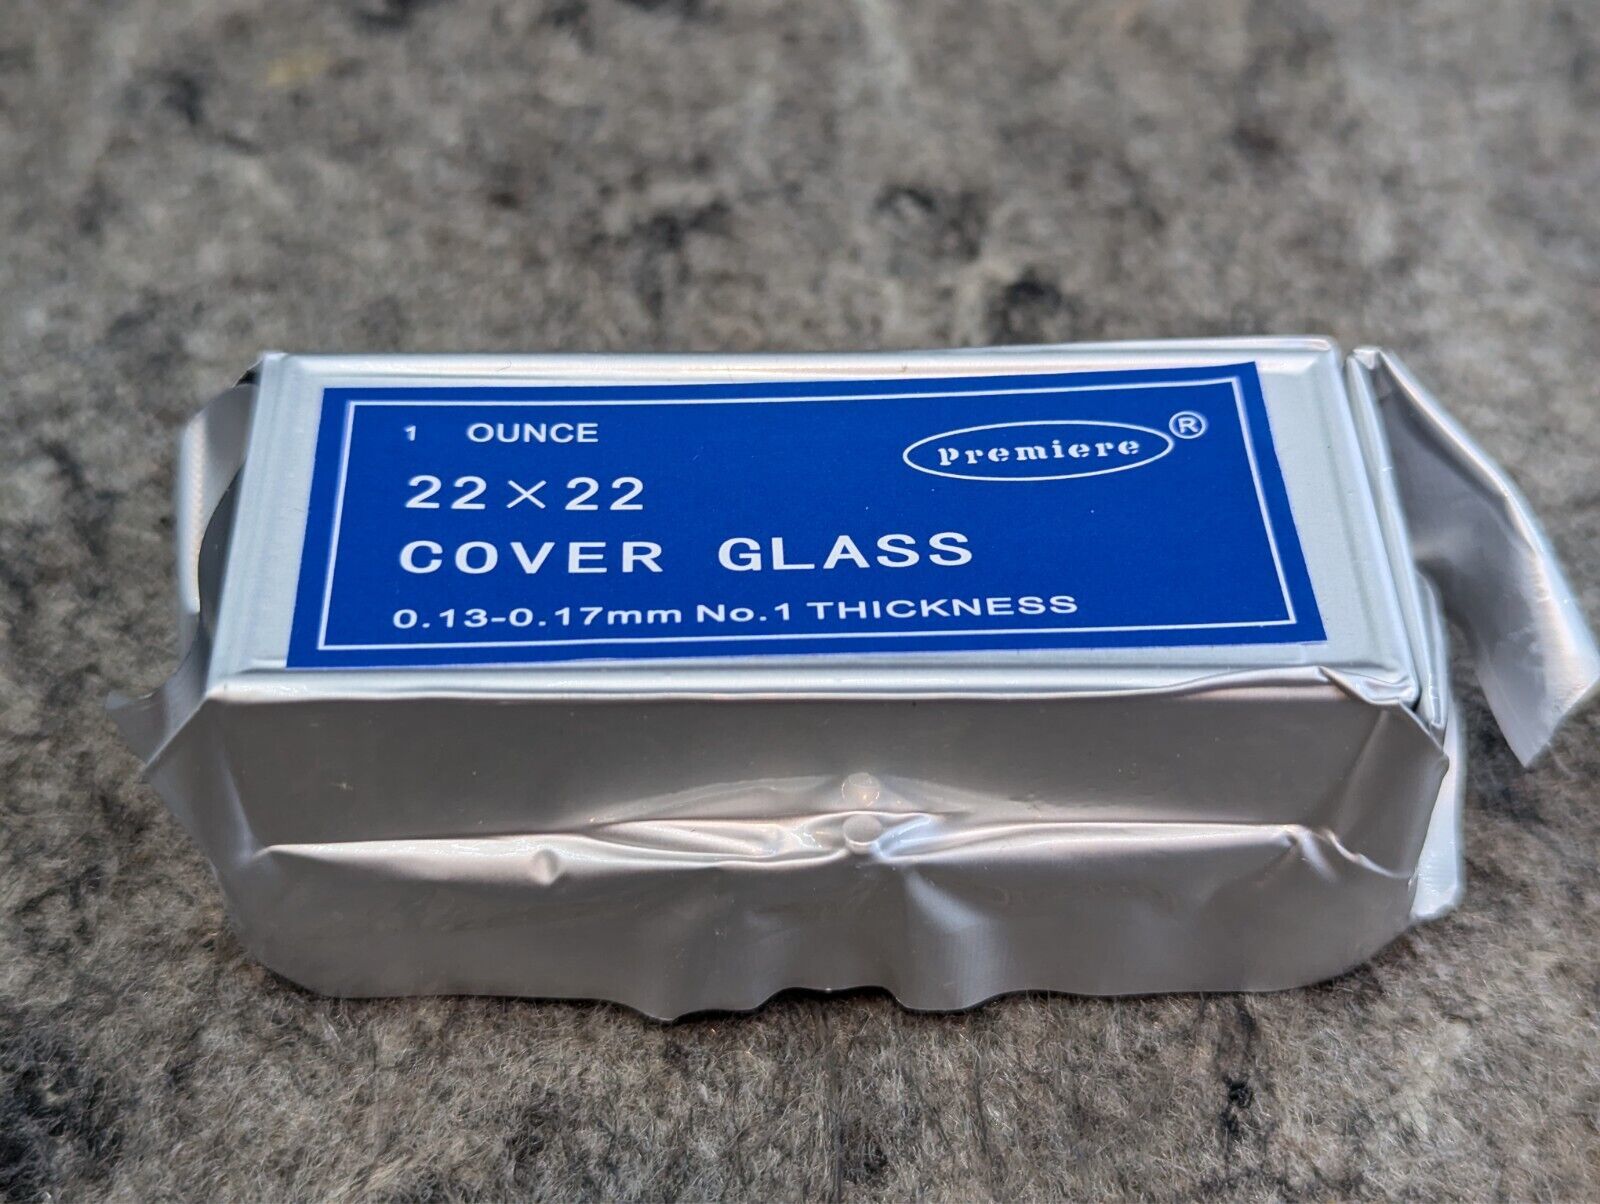 1 OUNCE
Premiere ®
22×22
COVER GLASS
0.13-0.17mm No.1 THICKNESS